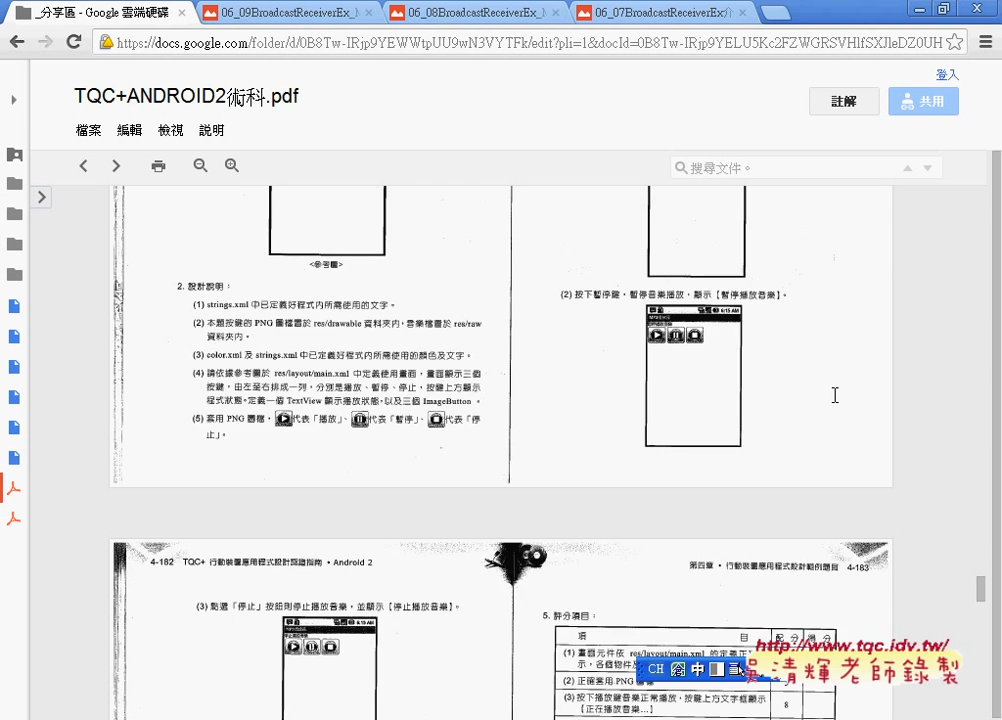 _分享區 - Google 雲端硬碟
06_09BroadcastReceiverEx_
06_08BroadcastReceiverEx_
06_07BroadcastReceiverEx
https://docs.google.com/folder/d/0B8Tw-IRjp9YEWWtpUU9wN3VYTFk/edit?pli=1&docId=0B8Tw-IRjp9YELU5Kc2FZWGRSVHlfSXJleDZ0UH
登入
TQC+ANDROID2術科.pdf
註解
共用
檔案 編輯 檢視 說明
搜尋文件。
<參考圖>
2. 設計說明：
(1) strings.xml 中已定義好程式內所需使用的文字。
(2) 本題按鍵的 PNG 圖檔置於 res/drawable 資料夾內，音樂檔置於 res/raw
資料夾內。
(3) color.xml 及 strings.xml 中已定義好程式內所需使用的顏色及文字。
(4) 請依據參考圖於 res/layout/main.xml 中定義使用畫面，畫面顯示三個
按鍵，由左至右排成一列，分別是播放、暫停、停止，按鍵上方顯示
程式狀態。定義一個 TextView 顯示播放狀態，以及三個 ImageButton。
(5) 套用 PNG 圖檔，代表「播放」、代表「暫停」、代表「停
止」。
(2) 按下暫停鍵，暫停音樂播放，顯示【暫停播放音樂】。
6:15 AM
4-182 TQC+ 行動裝置應用程式設計認證指南 • Android 2
(3) 點選「停止」按鈕則停止播放音樂，並顯示【停止播放音樂】。
6:15 AM
第四章 • 行動裝置應用程式設計範例題目 4-183
5. 評分項目：
項 目 配分 得分
(1) 畫面元件依 res/layout/main.xml 的定義正
示，各個物件
(2) 正確套用 PNG
(3) 按下播放鍵音樂正常播放，按鍵上方文字框顯示
【正在播放音樂...】
8
CH 中
http://www.tqc.idv.tw/
吳清輝老師錄製